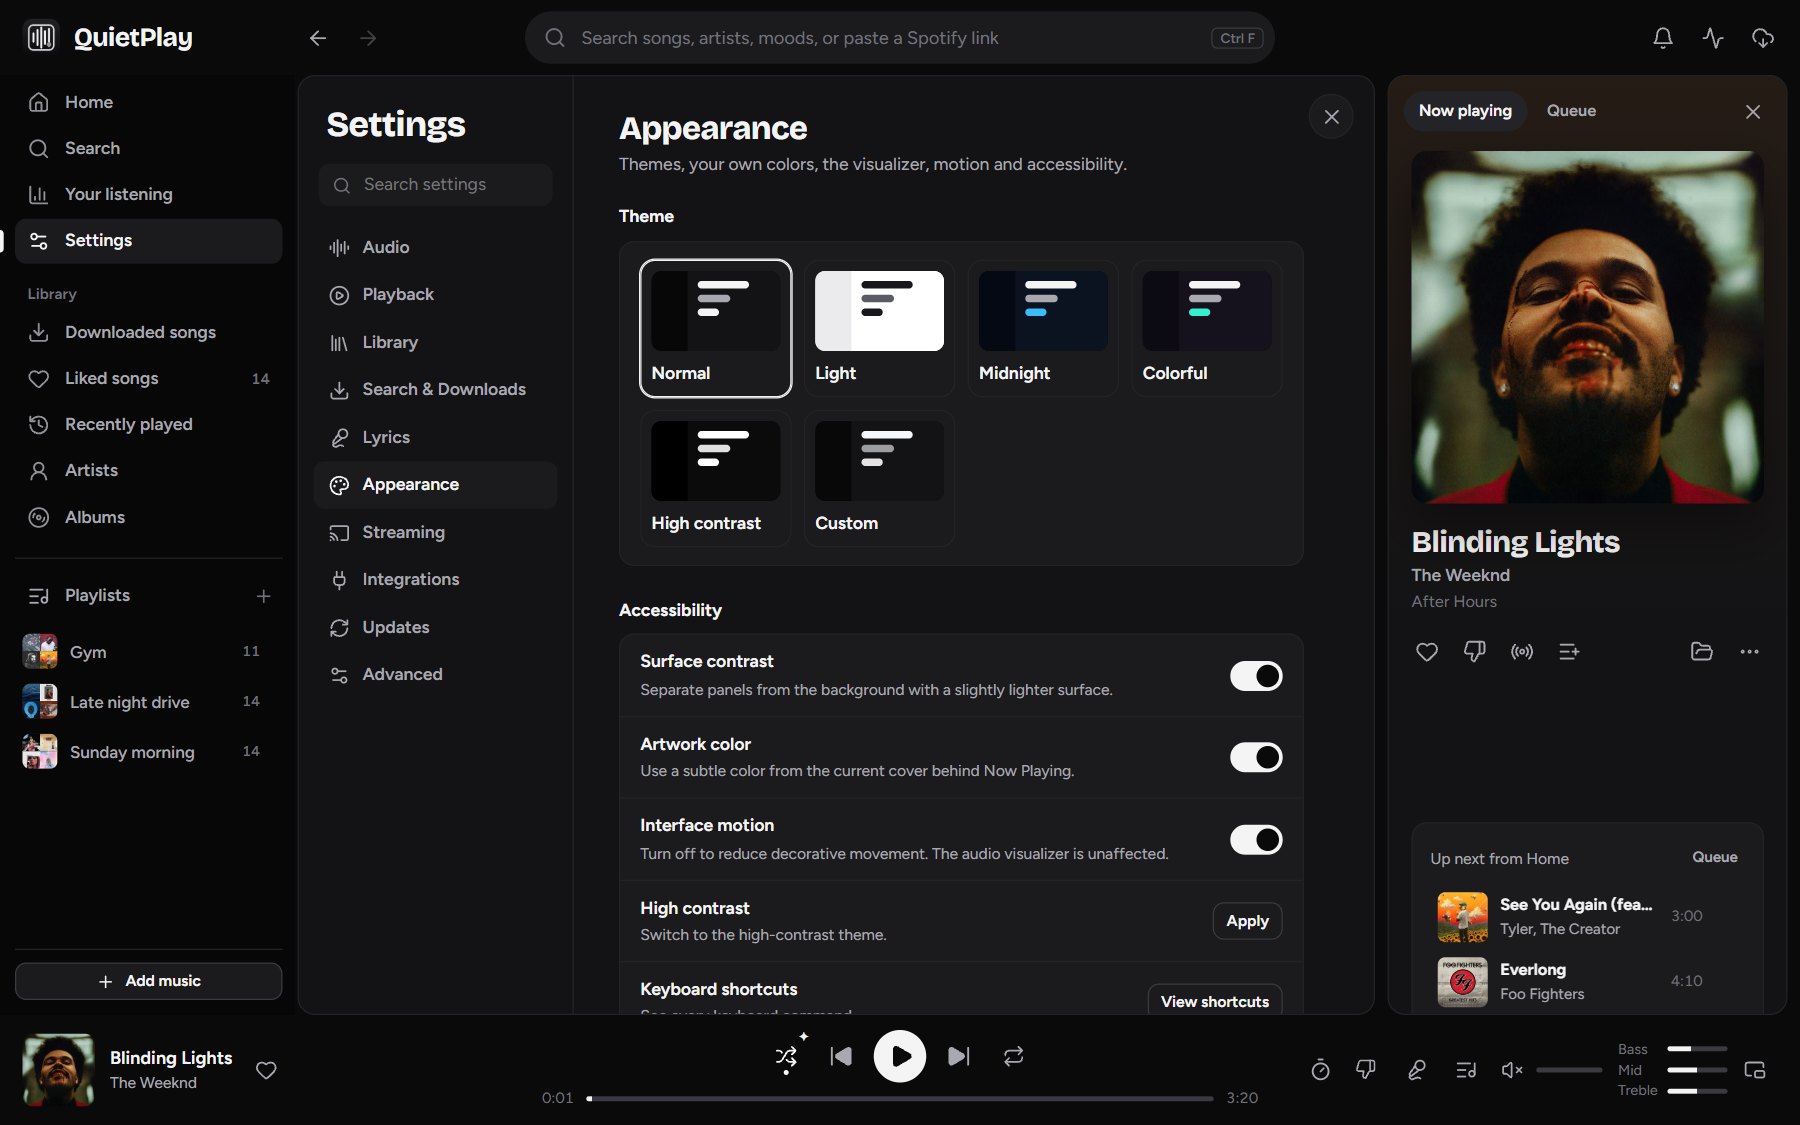 QuietPlay
Search songs, artists, moods, or paste a Spotify link
Ctrl F
Home
Search
Your listening
Settings
Library
Downloaded songs
Liked songs 14
Recently played
Artists
Albums
Playlists
Gym 11
Late night drive 14
Sunday morning 14
Add music
Settings
Search settings
Audio
Playback
Library
Search & Downloads
Lyrics
Appearance
Streaming
Integrations
Updates
Advanced
Appearance
Themes, your own colors, the visualizer, motion and accessibility.
Theme
Normal
Light
Midnight
Colorful
High contrast
Custom
Accessibility
Surface contrast
Separate panels from the background with a slightly lighter surface.
Artwork color
Use a subtle color from the current cover behind Now Playing.
Interface motion
Turn off to reduce decorative movement. The audio visualizer is unaffected.
High contrast
Switch to the high-contrast theme.
Apply
Keyboard shortcuts
View shortcuts
Now playing
Queue
Blinding Lights
The Weeknd
After Hours
Up next from Home
Queue
See You Again (fea...
Tyler, The Creator
3:00
FOO FIGHTERS
Everlong
Foo Fighters
4:10
Blinding Lights
The Weeknd
0:01
3:20
Bass
Mid
Treble